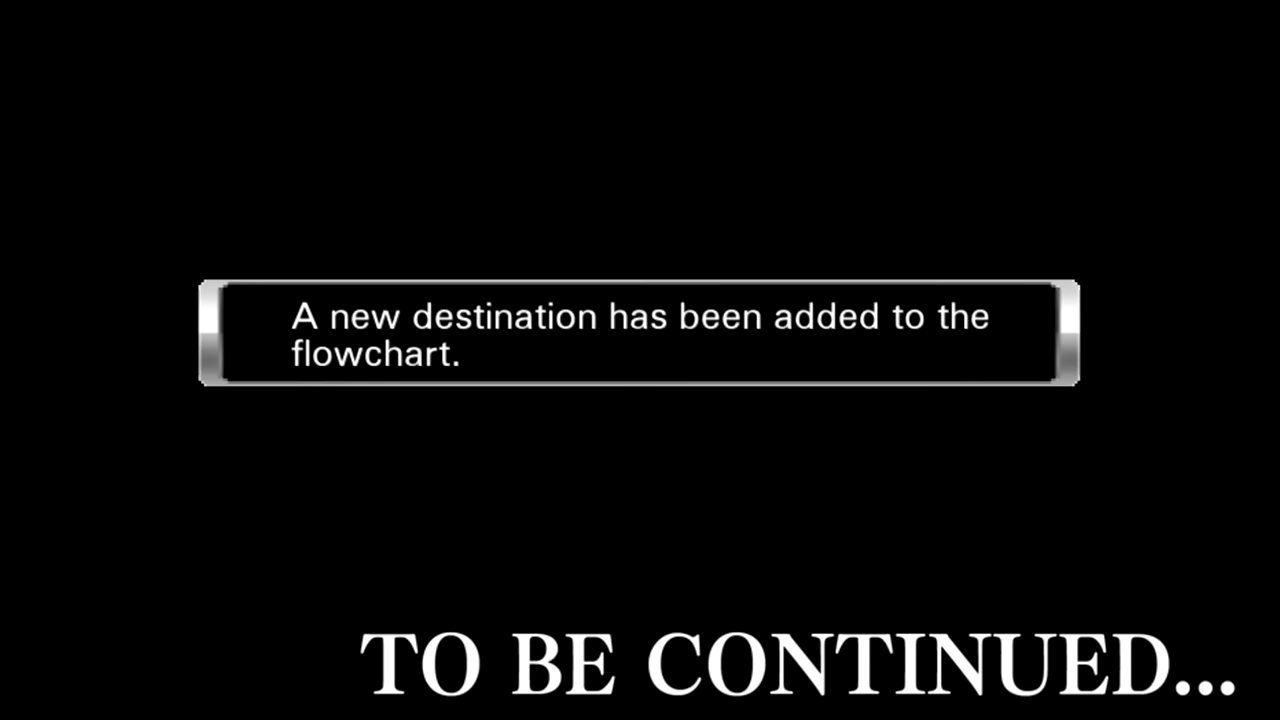 A new destination has been added to the
flowchart.
TO BE CONTINUED...